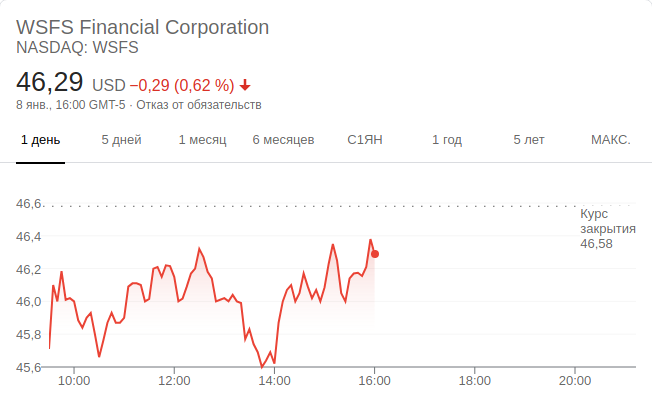 WSFS Financial Corporation
NASDAQ: WSFS
46,29 USD −0,29 (0,62 %)
8 янв., 16:00 GMT-5 · Отказ от обязательств
1 день 5 дней 1 месяц 6 месяцев С1ЯН 1 год 5 лет МАКС.
46,6
Курс
закрытия
46,58
46,4
46,2
46,0
45,8
45,6
10:00 12:00 14:00 16:00 18:00 20:00